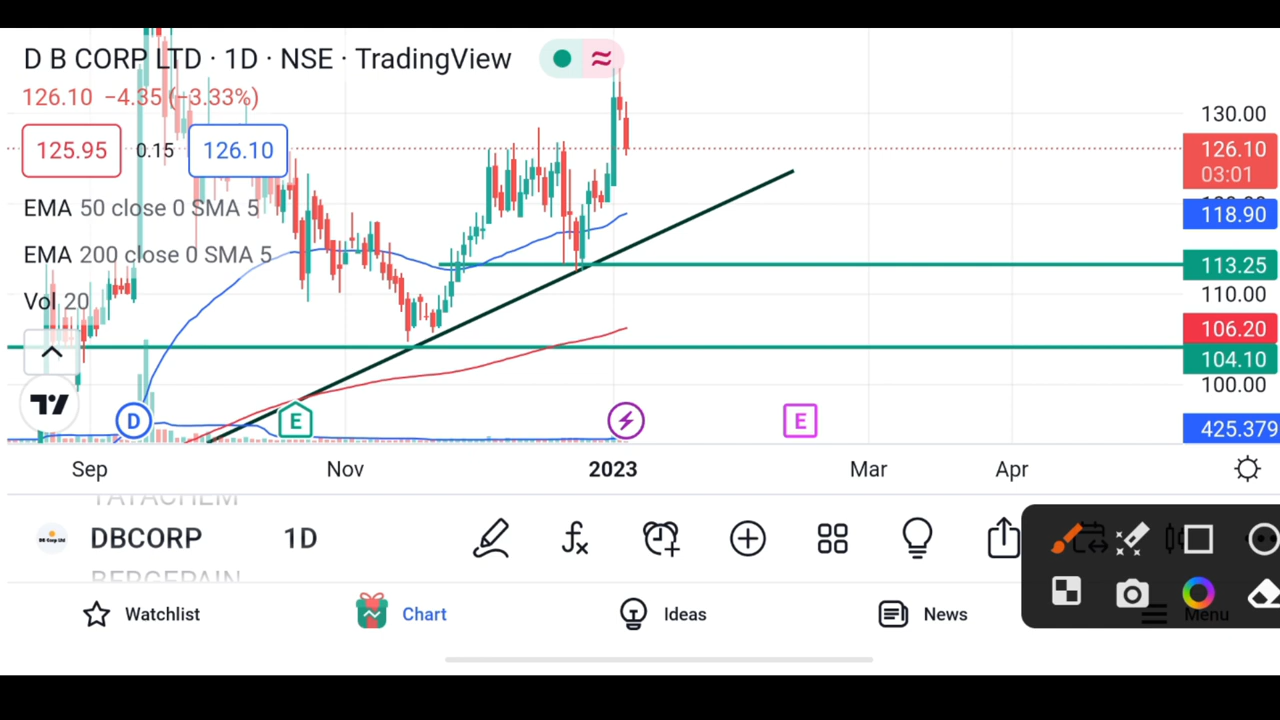 D B CORP LTD · 1D · NSE · TradingView
126.10 −4.35 (−3.33%)
125.95 0.15 126.10
EMA 50 close 0 SMA 5
EMA 200 close 0 SMA 5
Vol 20
130.00
126.10
03:01
118.90
113.25
110.00
106.20
104.10
100.00
425.379
D E E
Sep Nov 2023 Mar Apr
TATACHEM
DBCORP 1D
BERGEPAIN
Watchlist Chart Ideas News Menu